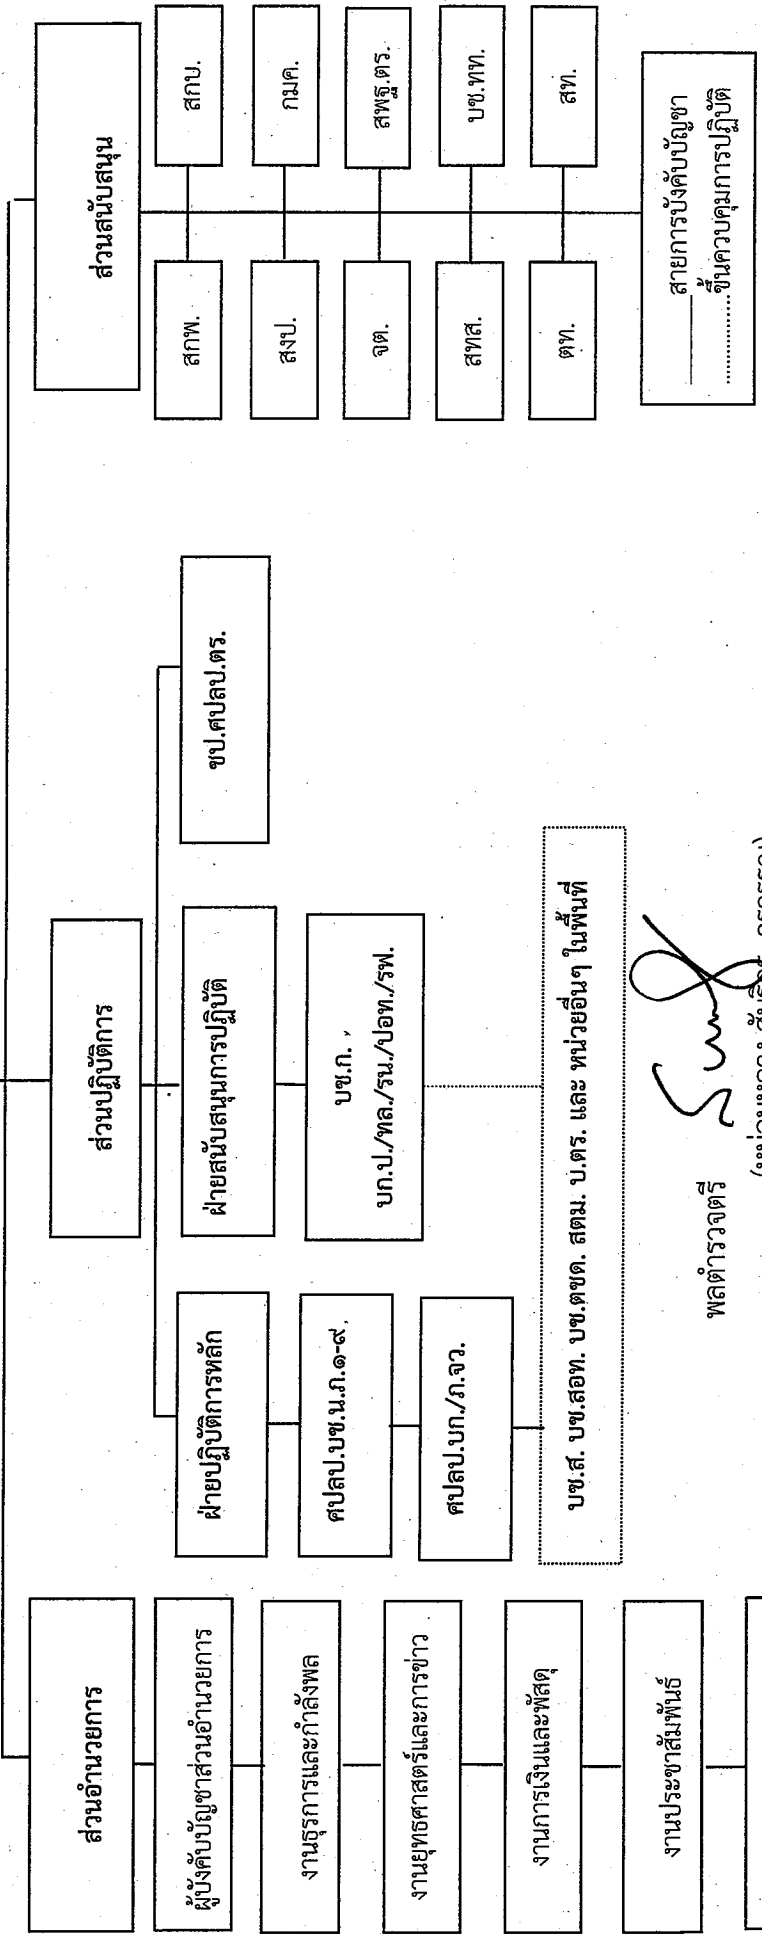 ส่วนอำนวยการ
ผู้บังคับบัญชาส่วนอำนวยการ
งานธุรการและกำลังพล
งานยุทธศาสตร์และการข่าว
งานการเงินและพัสดุ
งานประชาสัมพันธ์
ส่วนปฏิบัติการ
ฝ่ายปฏิบัติการหลัก
ศปลป.บช.น.ภ.๑-๙,
ศปลป.บก./ภ.จว.
ฝ่ายสนับสนุนการปฏิบัติ
บช.ก.
บก.ป./ทล./รน./ปอท./รฟ.
ชป.ศปลป.ตร.
บช.ส. บช.สอท. บช.ตชด. สตม. บ.ตร. และ หน่วยอื่นๆ ในพื้นที่
พลตำรวจตรี
ส่วนสนับสนุน
สกพ.
สกบ.
สงป.
กมค.
จต.
สพฐ.ตร.
สทส.
บช.ทท.
ตท.
สท.
สายการบังคับบัญชา
ขึ้นควบคุมการปฏิบัติ